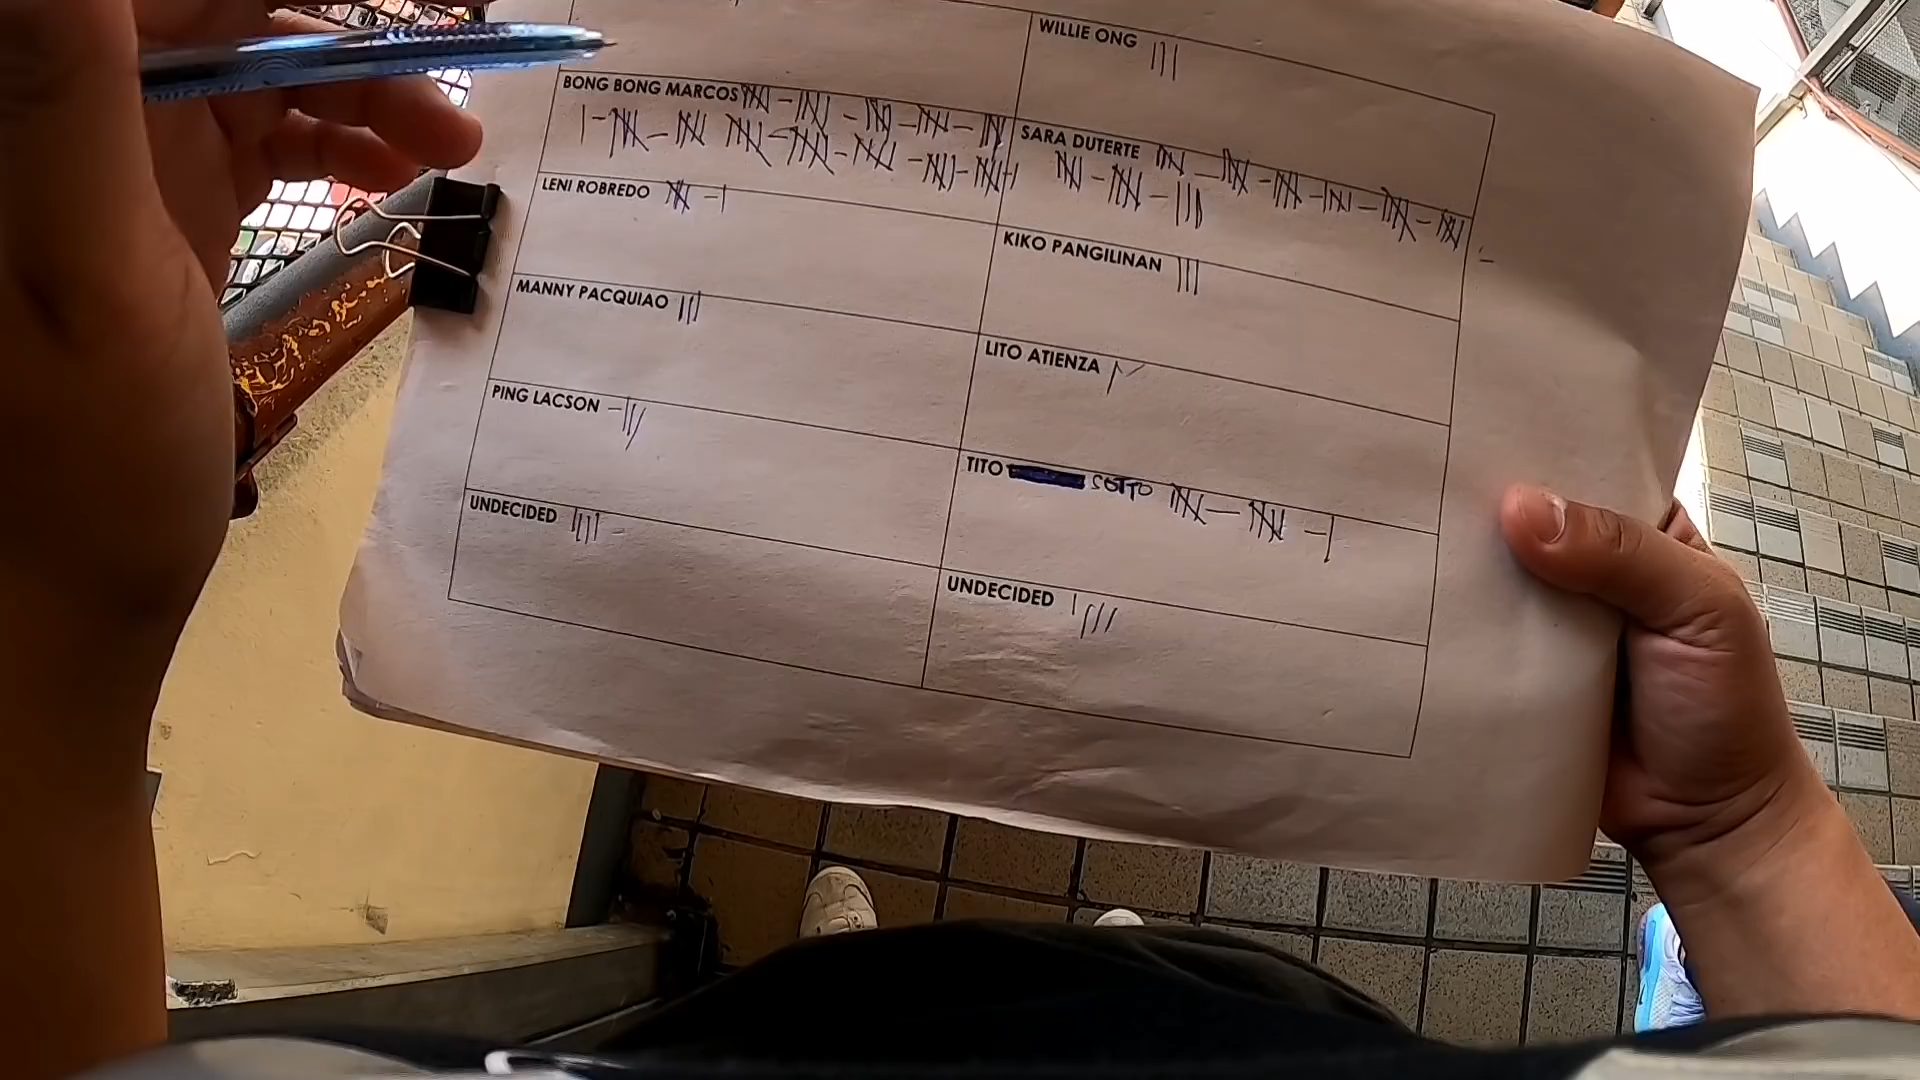 WILLIE ONG
BONG BONG MARCOS
SARA DUTERTE
LENI ROBREDO
KIKO PANGILINAN
MANNY PACQUIAO
LITO ATIENZA
PING LACSON
TITO SOTTO
UNDECIDED
UNDECIDED